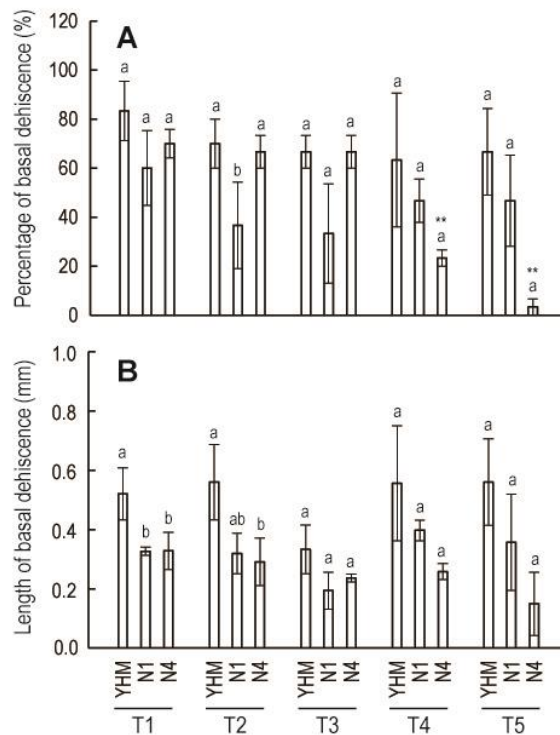 A
Percentage of basal dehiscence (%)
120
100
80
60
40
20
0
a a a
a b a
a a a
a a ** a
a a ** a
B
Length of basal dehiscence (mm)
1.0
0.8
0.6
0.4
0.2
0.0
a b b
a ab b
a a a
a a a
a a a
YHM N1 N4 YHM N1 N4 YHM N1 N4 YHM N1 N4 YHM N1 N4
T1 T2 T3 T4 T5